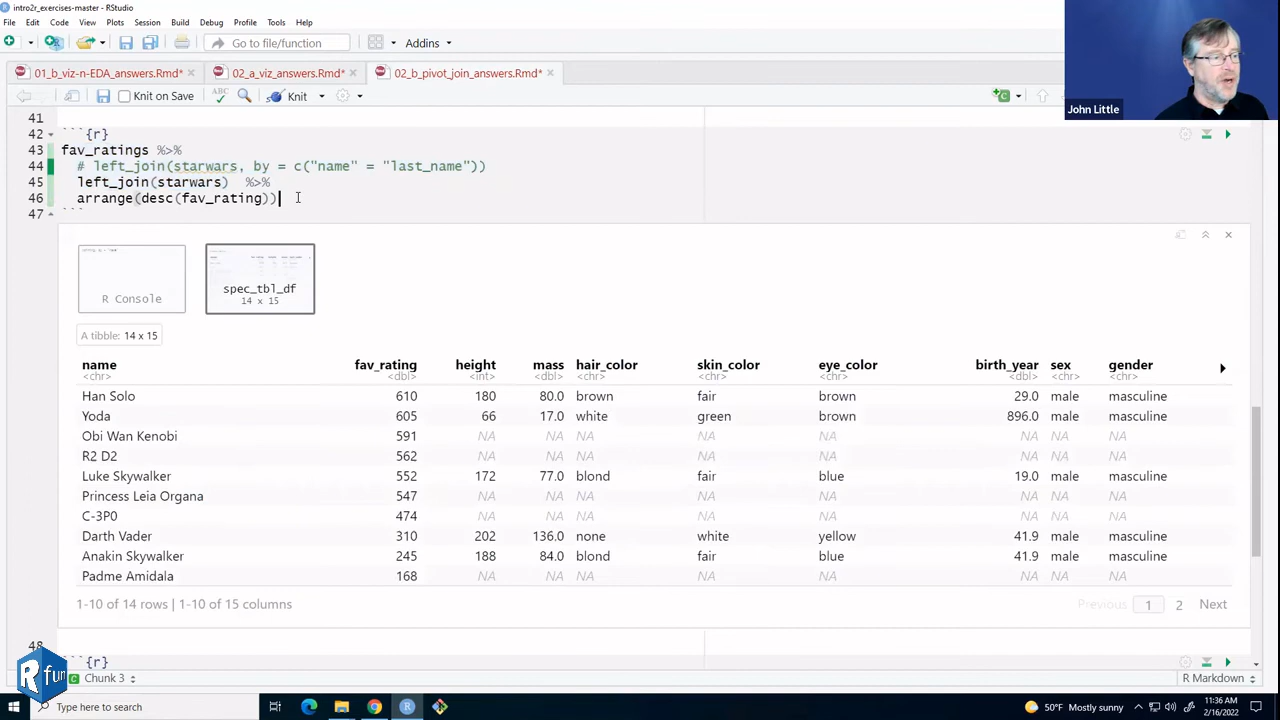 intro2r_exercises-master - RStudio
File Edit Code View Plots Session Build Debug Profile Tools Help
Go to file/function Addins
01_b_viz-n-EDA_answers.Rmd* 02_a_viz_answers.Rmd* 02_b_pivot_join_answers.Rmd*
Knit on Save ABC Knit
John Little
41
42 ```{r}
43 fav_ratings %>%
44 # left_join(starwars, by = c("name" = "last_name"))
45 left_join(starwars) %>%
46 arrange(desc(fav_rating))
47 ```
R Console
spec_tbl_df
14 x 15
A tibble: 14 x 15
name fav_rating height mass hair_color skin_color eye_color birth_year sex gender
<chr> <dbl> <int> <dbl> <chr> <chr> <chr> <dbl> <chr> <chr>
Han Solo 610 180 80.0 brown fair brown 29.0 male masculine
Yoda 605 66 17.0 white green brown 896.0 male masculine
Obi Wan Kenobi 591 NA NA NA NA NA NA NA NA
R2 D2 562 NA NA NA NA NA NA NA NA
Luke Skywalker 552 172 77.0 blond fair blue 19.0 male masculine
Princess Leia Organa 547 NA NA NA NA NA NA NA NA
C-3P0 474 NA NA NA NA NA NA NA NA
Darth Vader 310 202 136.0 none white yellow 41.9 male masculine
Anakin Skywalker 245 188 84.0 blond fair blue 41.9 male masculine
Padme Amidala 168 NA NA NA NA NA NA NA NA
1-10 of 14 rows | 1-10 of 15 columns Previous 1 2 Next
48
```{r}
Rfun
Chunk 3 R Markdown
Type here to search 50°F Mostly sunny 11:36 AM
2/16/2022